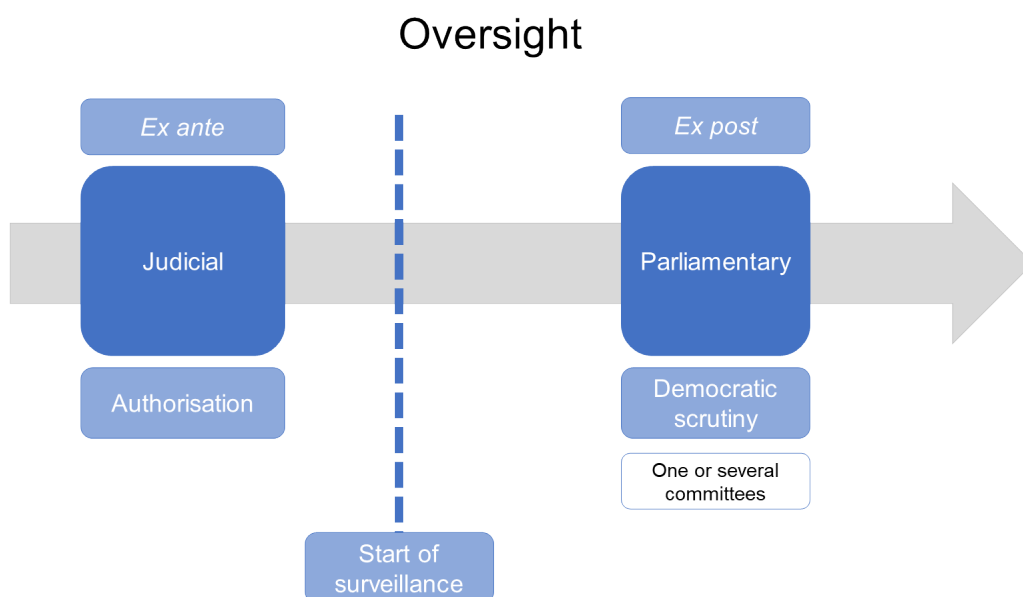 Oversight
Ex ante
Ex post
Judicial
Parliamentary
Authorisation
Democratic
scrutiny
One or several
committees
Start of
surveillance